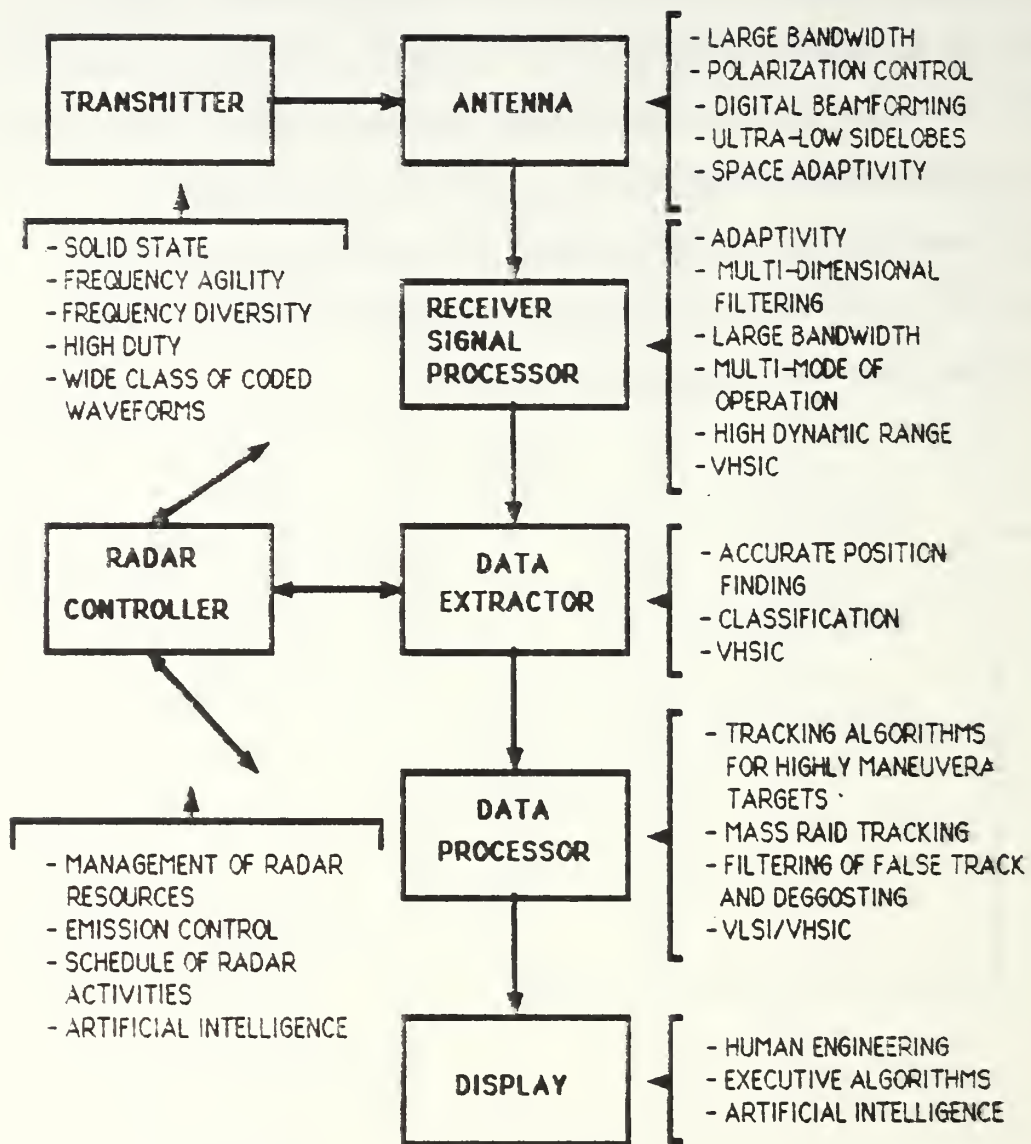 TRANSMITTER
ANTENNA
- LARGE BANDWIDTH
- POLARIZATION CONTROL
- DIGITAL BEAMFORMING
- ULTRA-LOW SIDELOBES
- SPACE ADAPTIVITY
- SOLID STATE
- FREQUENCY AGILITY
- FREQUENCY DIVERSITY
- HIGH DUTY
- WIDE CLASS OF CODED
WAVEFORMS
RECEIVER
SIGNAL
PROCESSOR
- ADAPTIVITY
- MULTI-DIMENSIONAL
FILTERING
- LARGE BANDWIDTH
- MULTI-MODE OF
OPERATION
- HIGH DYNAMIC RANGE
- VHSIC
RADAR
CONTROLLER
DATA
EXTRACTOR
- ACCURATE POSITION
FINDING
- CLASSIFICATION
- VHSIC
- MANAGEMENT OF RADAR
RESOURCES
- EMISSION CONTROL
- SCHEDULE OF RADAR
ACTIVITIES
- ARTIFICIAL INTELLIGENCE
DATA
PROCESSOR
- TRACKING ALGORITHMS
FOR HIGHLY MANEUVERA
TARGETS
- MASS RAID TRACKING
- FILTERING OF FALSE TRACK
AND DEGGOSTING
- VLSI/VHSIC
DISPLAY
- HUMAN ENGINEERING
- EXECUTIVE ALGORITHMS
- ARTIFICIAL INTELLIGENCE